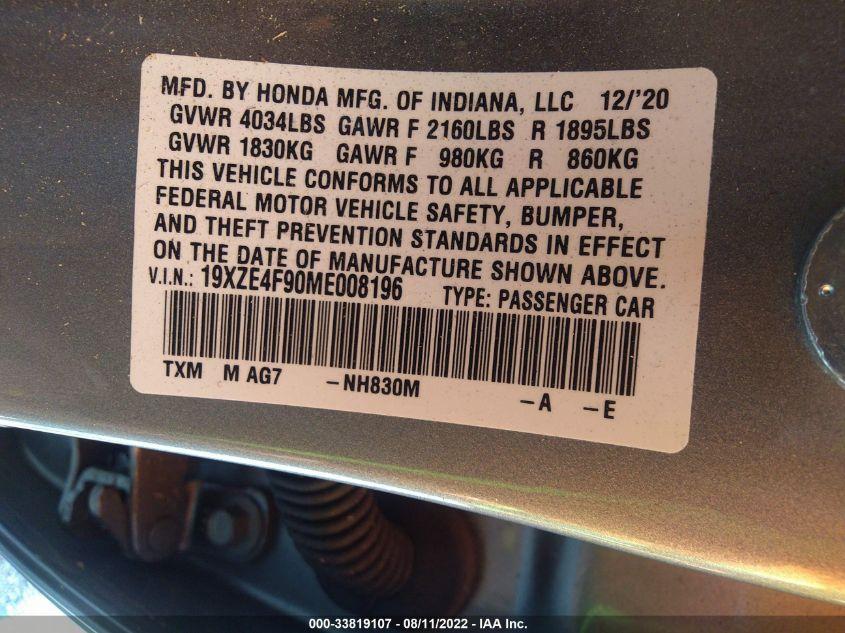 MFD. BY HONDA MFG. OF INDIANA, LLC 12/'20
GVWR 4034LBS GAWR F 2160LBS R 1895LBS
GVWR 1830KG GAWR F 980KG R 860KG
THIS VEHICLE CONFORMS TO ALL APPLICABLE
FEDERAL MOTOR VEHICLE SAFETY, BUMPER,
AND THEFT PREVENTION STANDARDS IN EFFECT
ON THE DATE OF MANUFACTURE SHOWN ABOVE.
V.I.N.: 19XZE4F90ME008196 TYPE: PASSENGER CAR
TXM M AG7 -NH830M -A -E
000-33819107 - 08/11/2022 - IAA Inc.